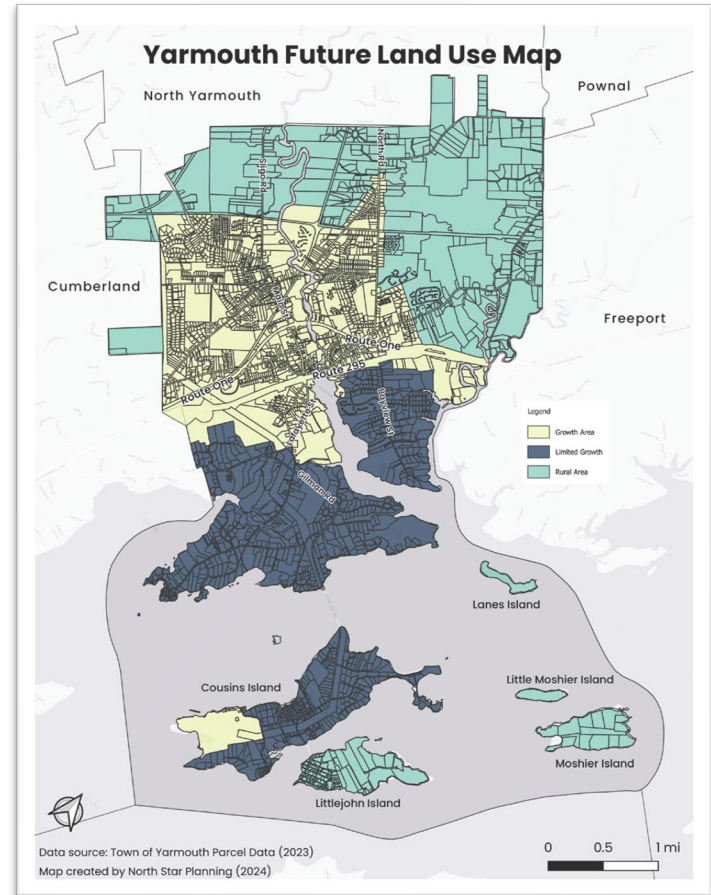 Yarmouth Future Land Use Map
North Yarmouth
Pownal
Sligo Rd
North Rd
Cumberland
Freeport
Main St
Route One
Route 295
Route One
Lafayette St
Bayview St
Gilman Rd
Legend
Growth Area
Limited Growth
Rural Area
Lanes Island
Cousins Island
Little Moshier Island
Moshier Island
Littlejohn Island
Data source: Town of Yarmouth Parcel Data (2023)
Map created by North Star Planning (2024)
0 0.5 1 mi